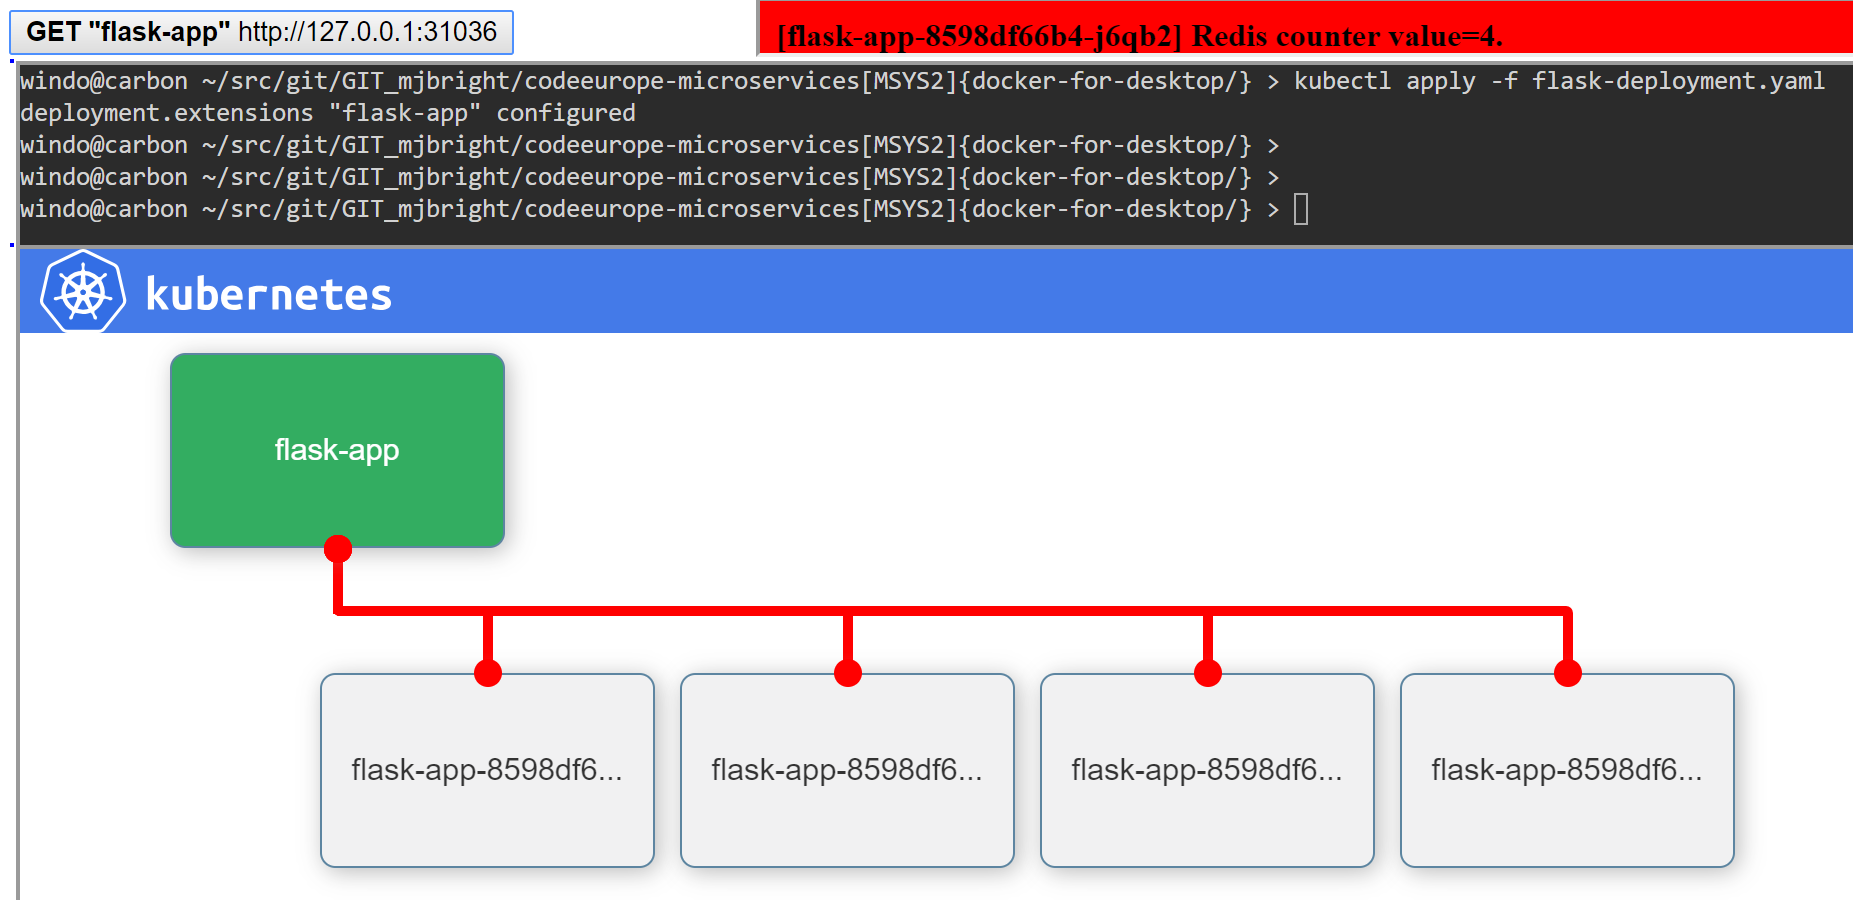 GET "flask-app" http://127.0.0.1:31036
[flask-app-8598df66b4-j6qb2] Redis counter value=4.
windo@carbon ~/src/git/GIT_mjbright/codeeurope-microservices[MSYS2]{docker-for-desktop/} > kubectl apply -f flask-deployment.yaml
deployment.extensions "flask-app" configured
windo@carbon ~/src/git/GIT_mjbright/codeeurope-microservices[MSYS2]{docker-for-desktop/} >
windo@carbon ~/src/git/GIT_mjbright/codeeurope-microservices[MSYS2]{docker-for-desktop/} >
windo@carbon ~/src/git/GIT_mjbright/codeeurope-microservices[MSYS2]{docker-for-desktop/} >
kubernetes
flask-app
flask-app-8598df6...
flask-app-8598df6...
flask-app-8598df6...
flask-app-8598df6...